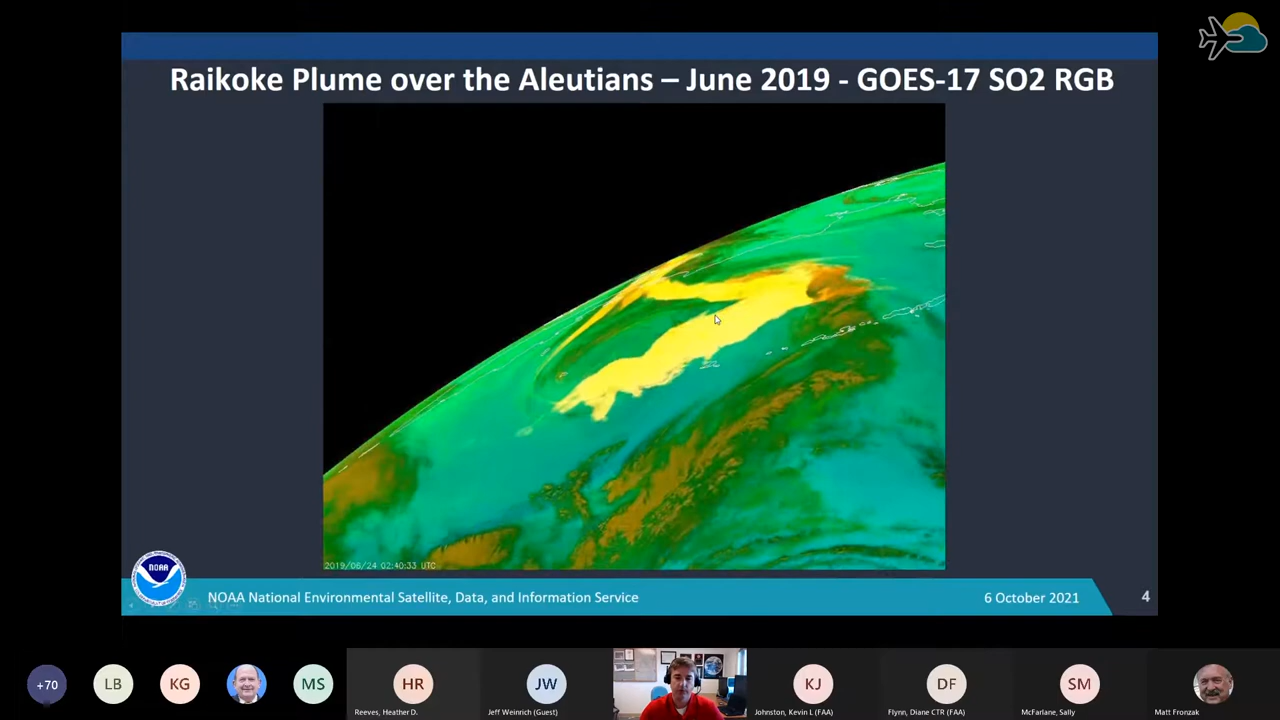 Raikoke Plume over the Aleutians – June 2019 - GOES-17 SO2 RGB
2019/06/24 02:40:33 UTC
NOAA
NOAA National Environmental Satellite, Data, and Information Service
6 October 2021
4
+70
LB
KG
MS
HR
JW
KJ
DF
SM
Reeves, Heather D.
Jeff Weinrich (Guest)
Johnston, Kevin L (FAA)
Flynn, Diane CTR (FAA)
McFarlane, Sally
Matt Fronzak